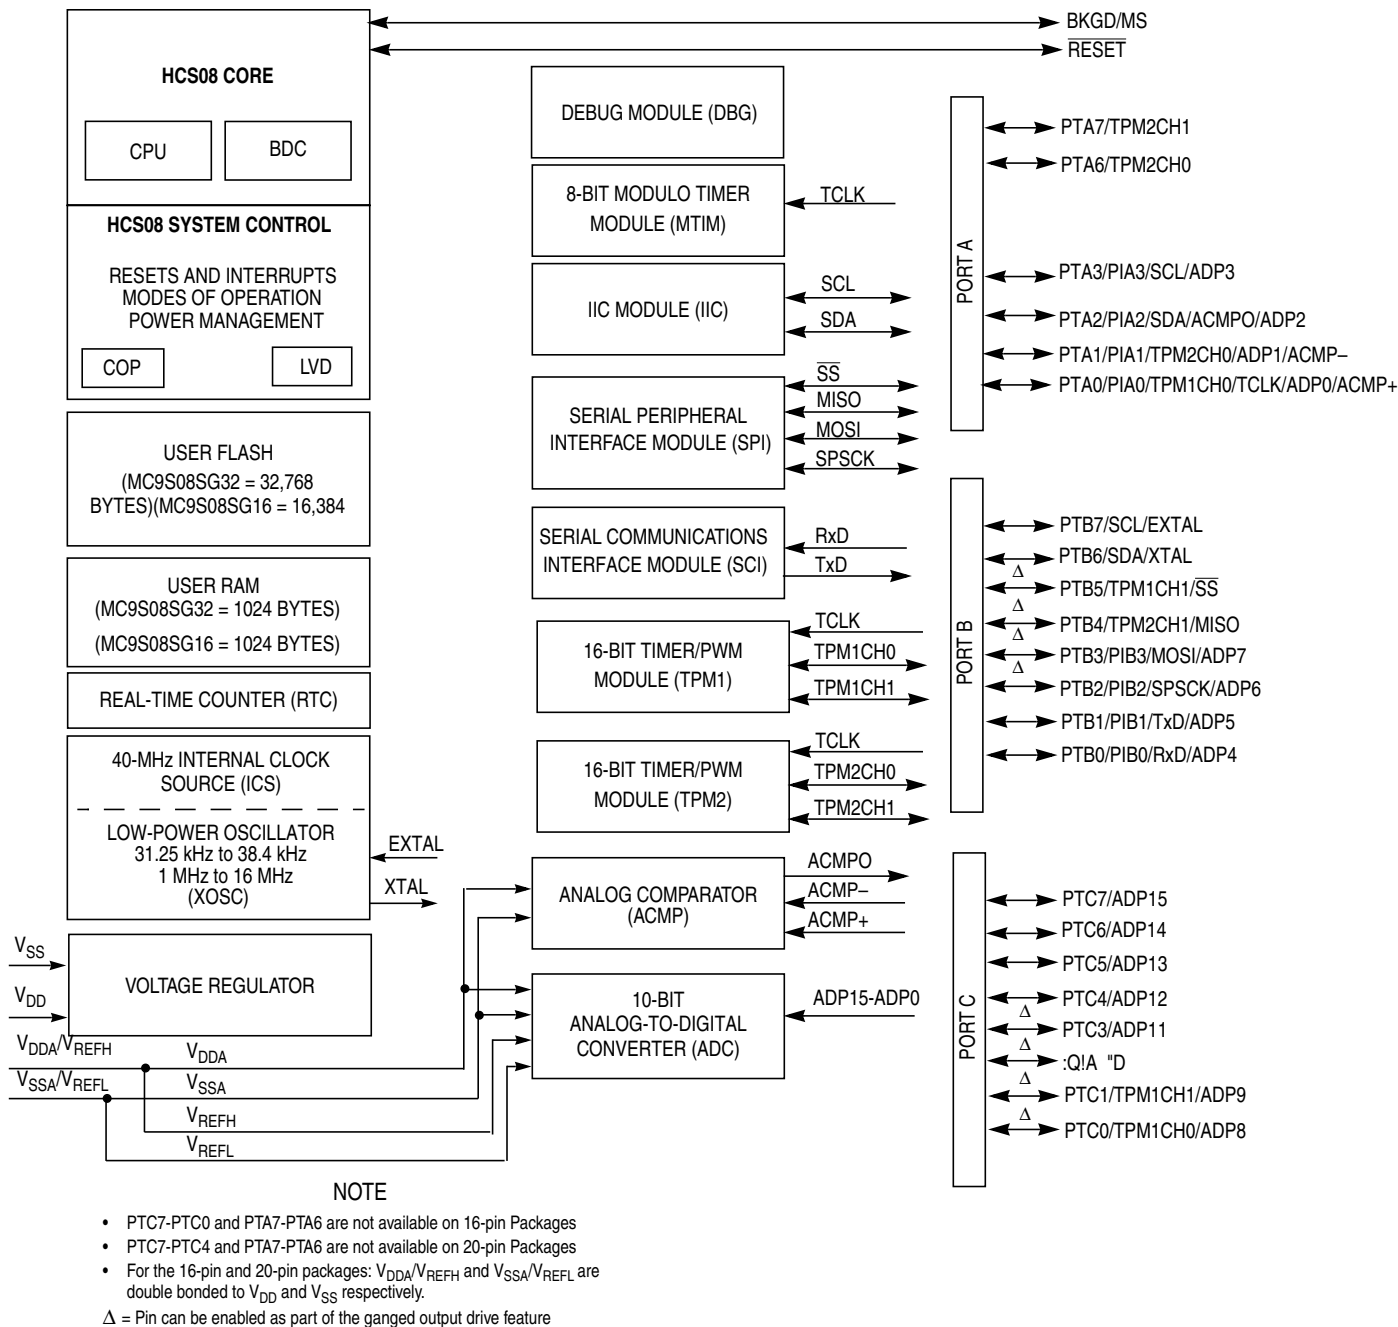 BKGD/MS
RESET
HCS08 CORE
CPU
BDC
HCS08 SYSTEM CONTROL
RESETS AND INTERRUPTS
MODES OF OPERATION
POWER MANAGEMENT
COP
LVD
USER FLASH
(MC9S08SG32 = 32,768
BYTES)(MC9S08SG16 = 16,384
USER RAM
(MC9S08SG32 = 1024 BYTES)
(MC9S08SG16 = 1024 BYTES)
REAL-TIME COUNTER (RTC)
40-MHz INTERNAL CLOCK
SOURCE (ICS)
LOW-POWER OSCILLATOR
31.25 kHz to 38.4 kHz
1 MHz to 16 MHz
(XOSC)
EXTAL
XTAL
VSS
VDD
VOLTAGE REGULATOR
VDDA/VREFH
VDDA
VSSA/VREFL
VSSA
VREFH
VREFL
DEBUG MODULE (DBG)
8-BIT MODULO TIMER
MODULE (MTIM)
TCLK
IIC MODULE (IIC)
SCL
SDA
SERIAL PERIPHERAL
INTERFACE MODULE (SPI)
SS
MISO
MOSI
SPSCK
SERIAL COMMUNICATIONS
INTERFACE MODULE (SCI)
RxD
TxD
16-BIT TIMER/PWM
MODULE (TPM1)
TCLK
TPM1CH0
TPM1CH1
16-BIT TIMER/PWM
MODULE (TPM2)
TCLK
TPM2CH0
TPM2CH1
ANALOG COMPARATOR
(ACMP)
ACMPO
ACMP–
ACMP+
10-BIT
ANALOG-TO-DIGITAL
CONVERTER (ADC)
ADP15-ADP0
PORT A
PTA7/TPM2CH1
PTA6/TPM2CH0
PTA3/PIA3/SCL/ADP3
PTA2/PIA2/SDA/ACMPO/ADP2
PTA1/PIA1/TPM2CH0/ADP1/ACMP–
PTA0/PIA0/TPM1CH0/TCLK/ADP0/ACMP+
PORT B
PTB7/SCL/EXTAL
PTB6/SDA/XTAL
Δ
PTB5/TPM1CH1/SS
Δ
PTB4/TPM2CH1/MISO
Δ
PTB3/PIB3/MOSI/ADP7
Δ
PTB2/PIB2/SPSCK/ADP6
PTB1/PIB1/TxD/ADP5
PTB0/PIB0/RxD/ADP4
PORT C
PTC7/ADP15
PTC6/ADP14
PTC5/ADP13
PTC4/ADP12
Δ
PTC3/ADP11
Δ
:Q!A "D
Δ
PTC1/TPM1CH1/ADP9
Δ
PTC0/TPM1CH0/ADP8
NOTE
• PTC7-PTC0 and PTA7-PTA6 are not available on 16-pin Packages
• PTC7-PTC4 and PTA7-PTA6 are not available on 20-pin Packages
• For the 16-pin and 20-pin packages: VDDA/VREFH and VSSA/VREFL are
double bonded to VDD and VSS respectively.
Δ = Pin can be enabled as part of the ganged output drive feature